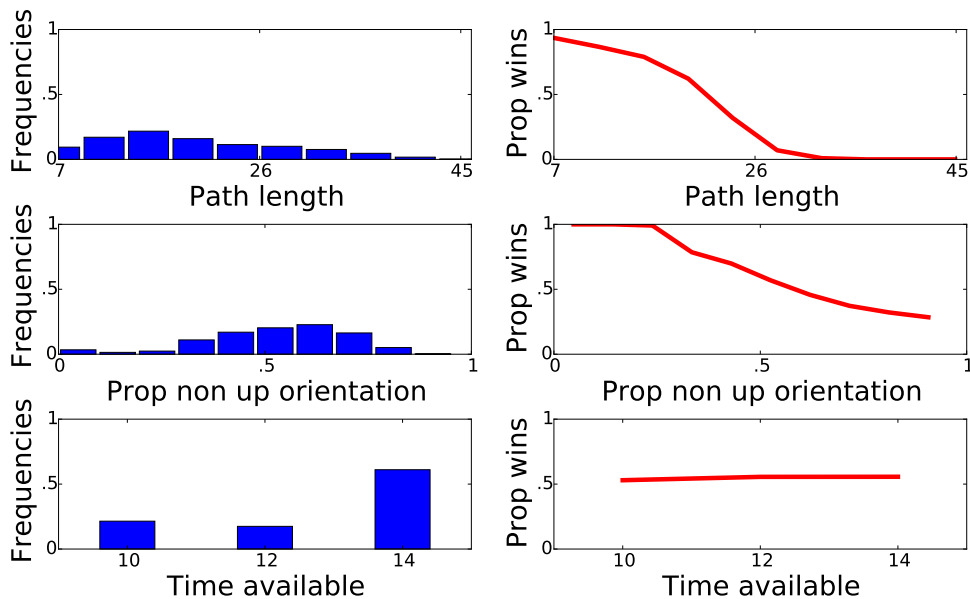 Frequencies
1
.5
0
7 26 45
Path length
Prop wins
1
.5
0
7 26 45
Path length
Frequencies
1
.5
0
0 .5 1
Prop non up orientation
Prop wins
1
.5
0
0 .5 1
Prop non up orientation
Frequencies
1
.5
0
10 12 14
Time available
Prop wins
1
.5
0
10 12 14
Time available